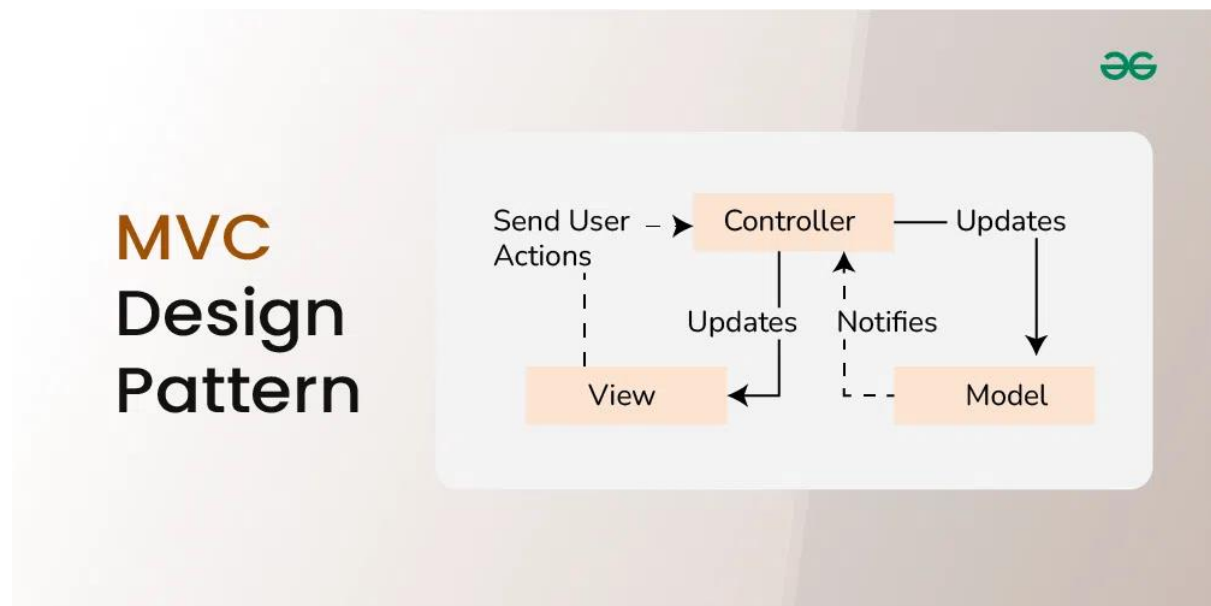 MVC
Design
Pattern
Send User
Actions
Controller
Updates
Updates
Notifies
View
Model